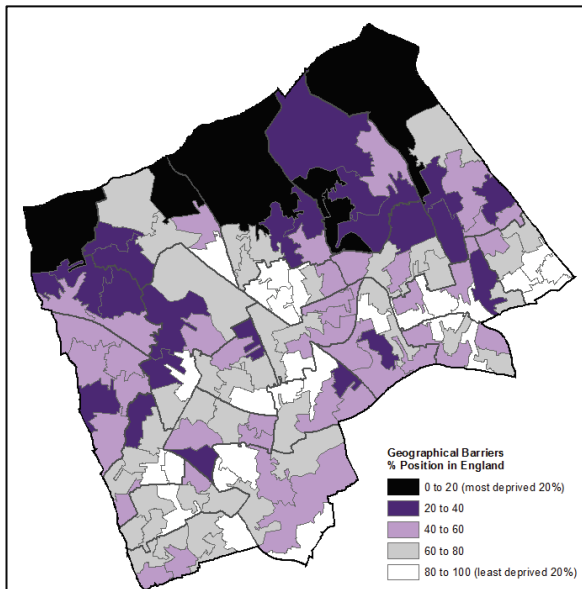 Geographical Barriers
% Position in England
0 to 20 (most deprived 20%)
20 to 40
40 to 60
60 to 80
80 to 100 (least deprived 20%)